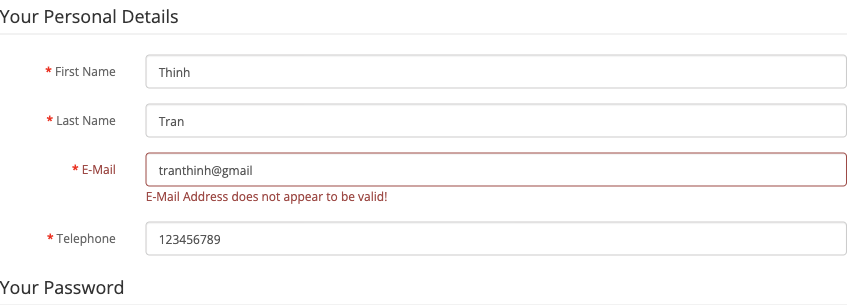 Your Personal Details
* First Name
Thinh
* Last Name
Tran
* E-Mail
tranthinh@gmail
E-Mail Address does not appear to be valid!
* Telephone
123456789
Your Password